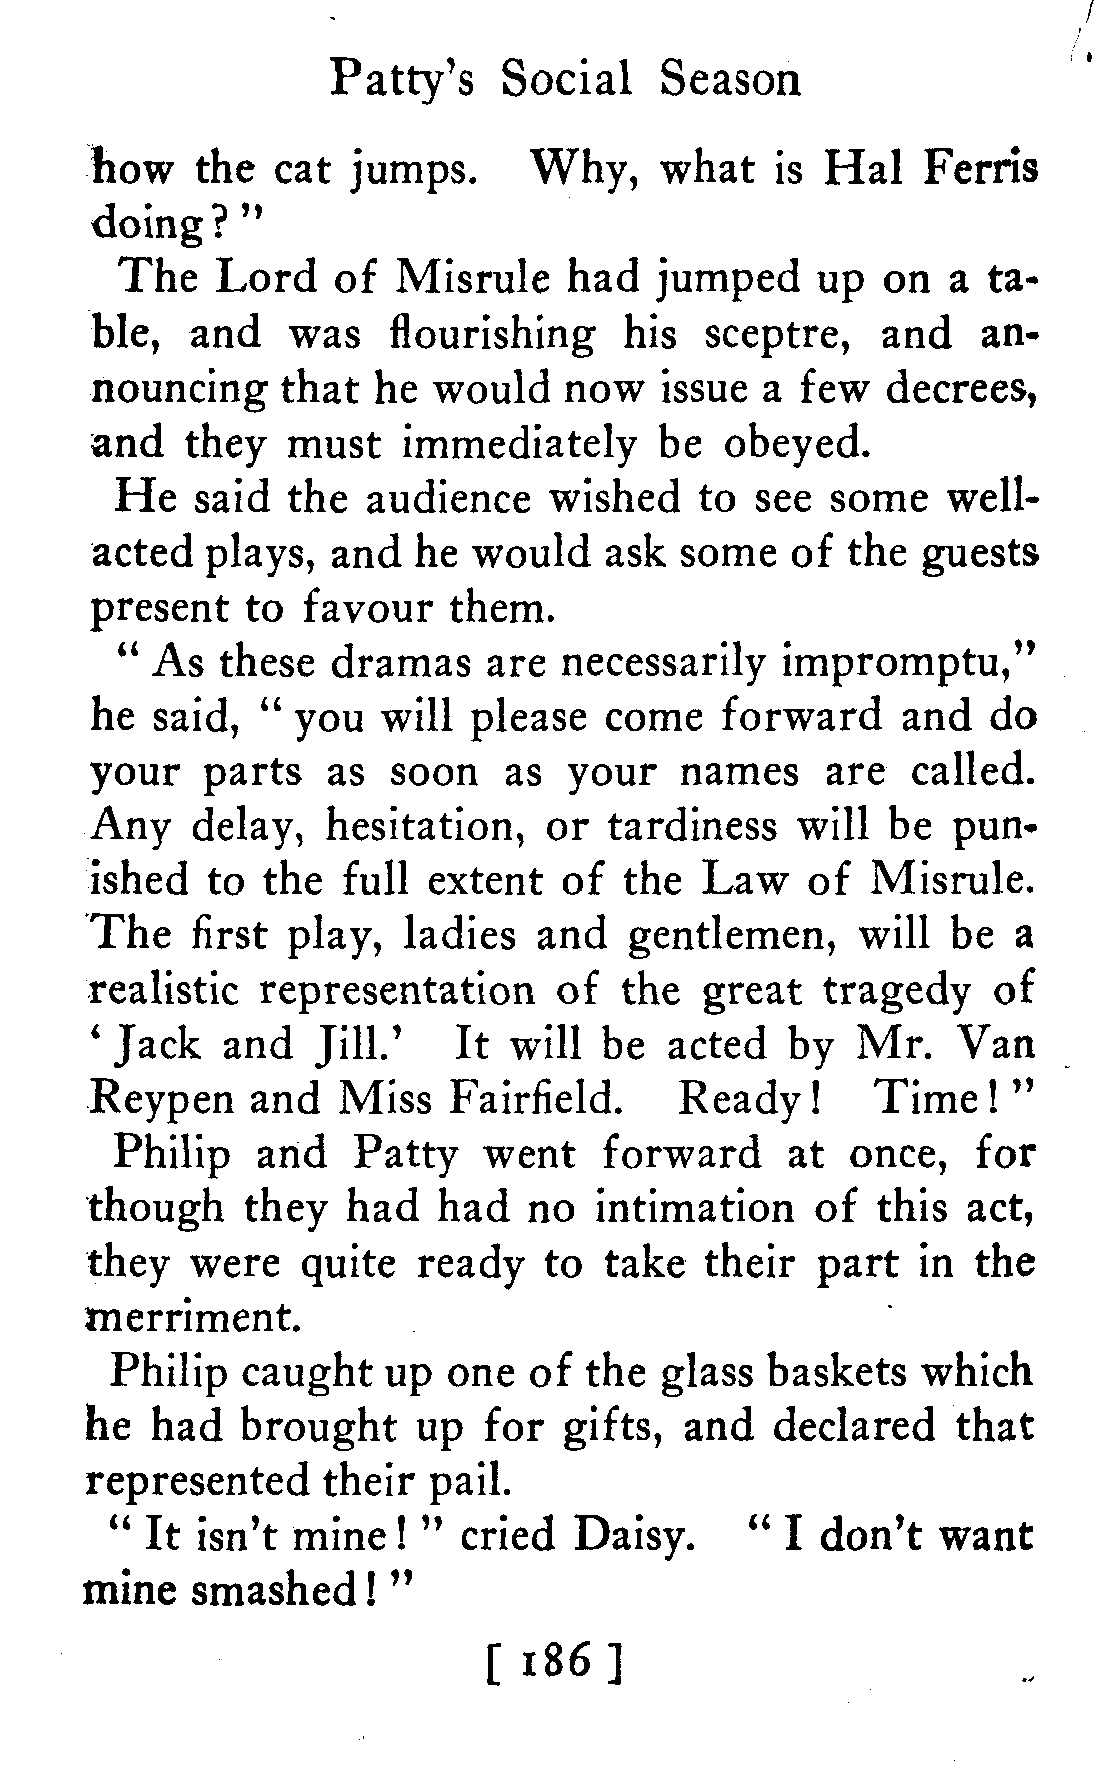 Patty's Social Season
how the cat jumps. Why, what is Hal Ferris
doing?"
The Lord of Misrule had jumped up on a ta-
ble, and was flourishing his sceptre, and an-
nouncing that he would now issue a few decrees,
and they must immediately be obeyed.
He said the audience wished to see some well-
acted plays, and he would ask some of the guests
present to favour them.
"As these dramas are necessarily impromptu,"
he said, "you will please come forward and do
your parts as soon as your names are called.
Any delay, hesitation, or tardiness will be pun-
ished to the full extent of the Law of Misrule.
The first play, ladies and gentlemen, will be a
realistic representation of the great tragedy of
'Jack and Jill.' It will be acted by Mr. Van
Reypen and Miss Fairfield. Ready! Time!"
Philip and Patty went forward at once, for
though they had had no intimation of this act,
they were quite ready to take their part in the
merriment.
Philip caught up one of the glass baskets which
he had brought up for gifts, and declared that
represented their pail.
"It isn't mine!" cried Daisy. "I don't want
mine smashed!"
[186]